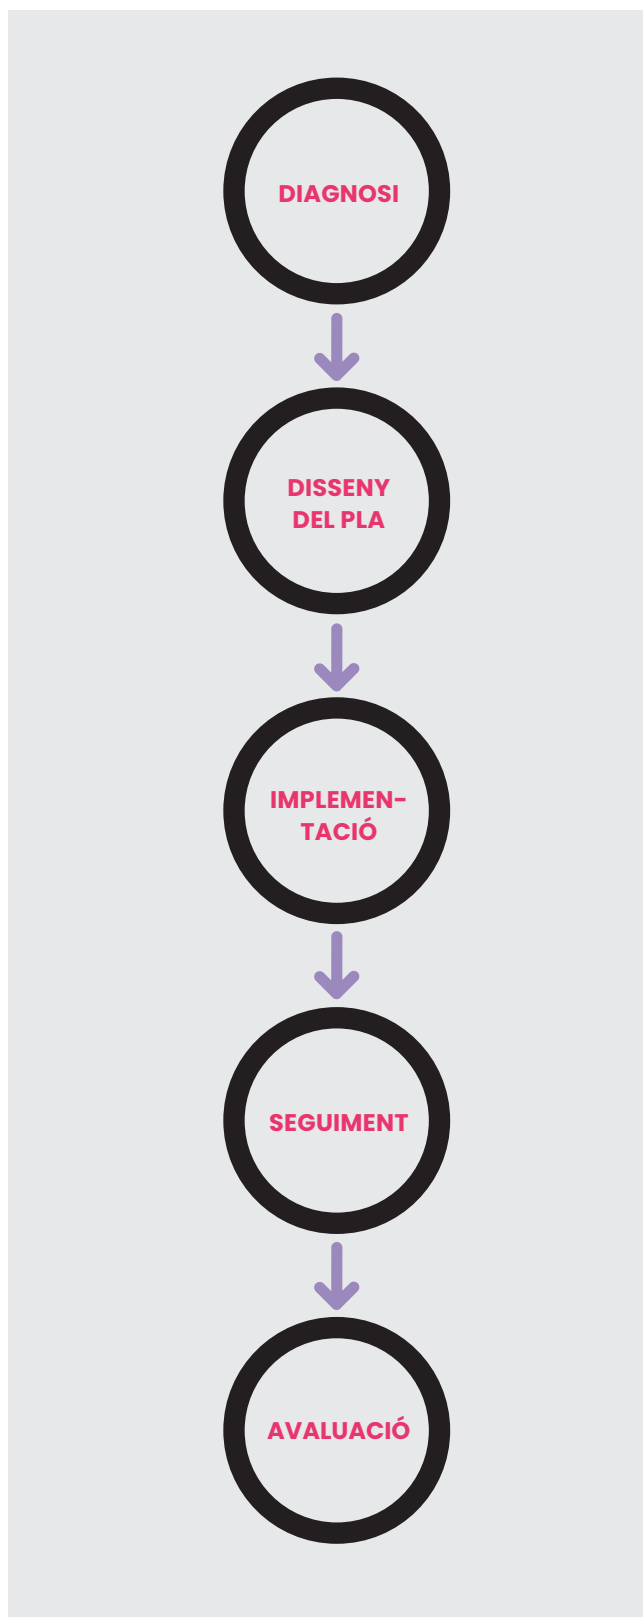 DIAGNOSI
DISSENY
DEL PLA
IMPLEMEN-
TACIÓ
SEGUIMENT
AVALUACIÓ